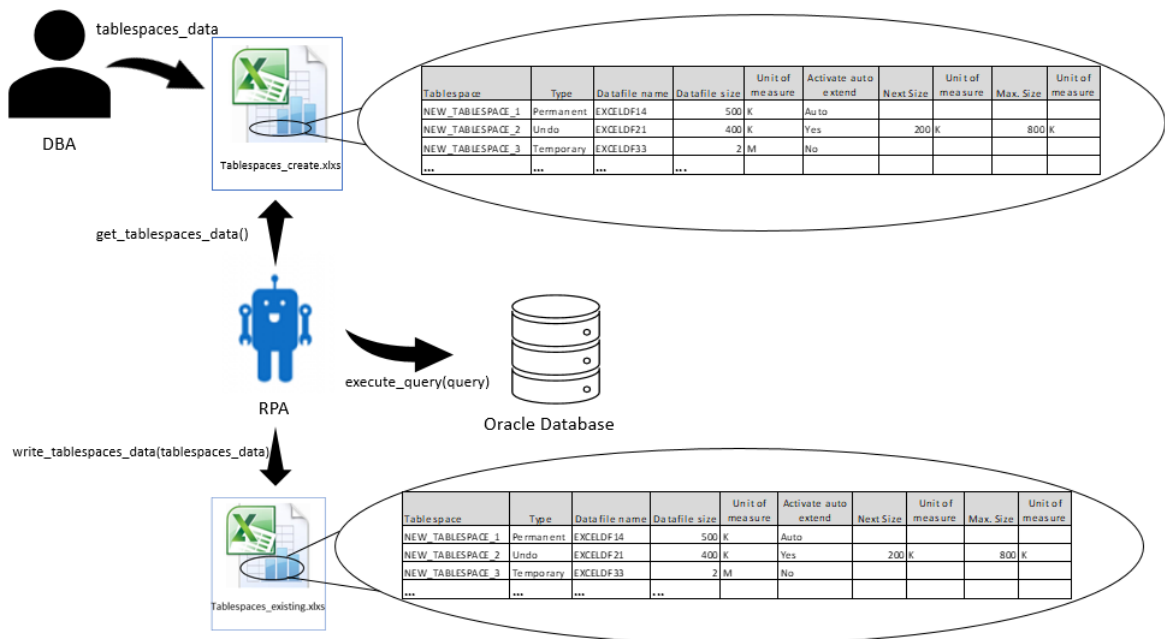 tablespaces_data
DBA
Tablespaces_create.xlxs
Tablespace Type Datafile name Datafile size Unit of measure Activate auto extend Next Size Unit of measure Max. Size Unit of measure
NEW_TABLESPACE_1 Permanent EXCELDF14 500 K Auto
NEW_TABLESPACE_2 Undo EXCELDF21 400 K Yes 200 K 800 K
NEW_TABLESPACE_3 Temporary EXCELDF33 2 M No
... ... ... ...
get_tablespaces_data()
RPA
execute_query(query)
Oracle Database
write_tablespaces_data(tablespaces_data)
Tablespaces_existing.xlxs
Tablespace Type Datafile name Datafile size Unit of measure Activate auto extend Next Size Unit of measure Max. Size Unit of measure
NEW_TABLESPACE_1 Permanent EXCELDF14 500 K Auto
NEW_TABLESPACE_2 Undo EXCELDF21 400 K Yes 200 K 800 K
NEW_TABLESPACE_3 Temporary EXCELDF33 2 M No
... ... ... ...